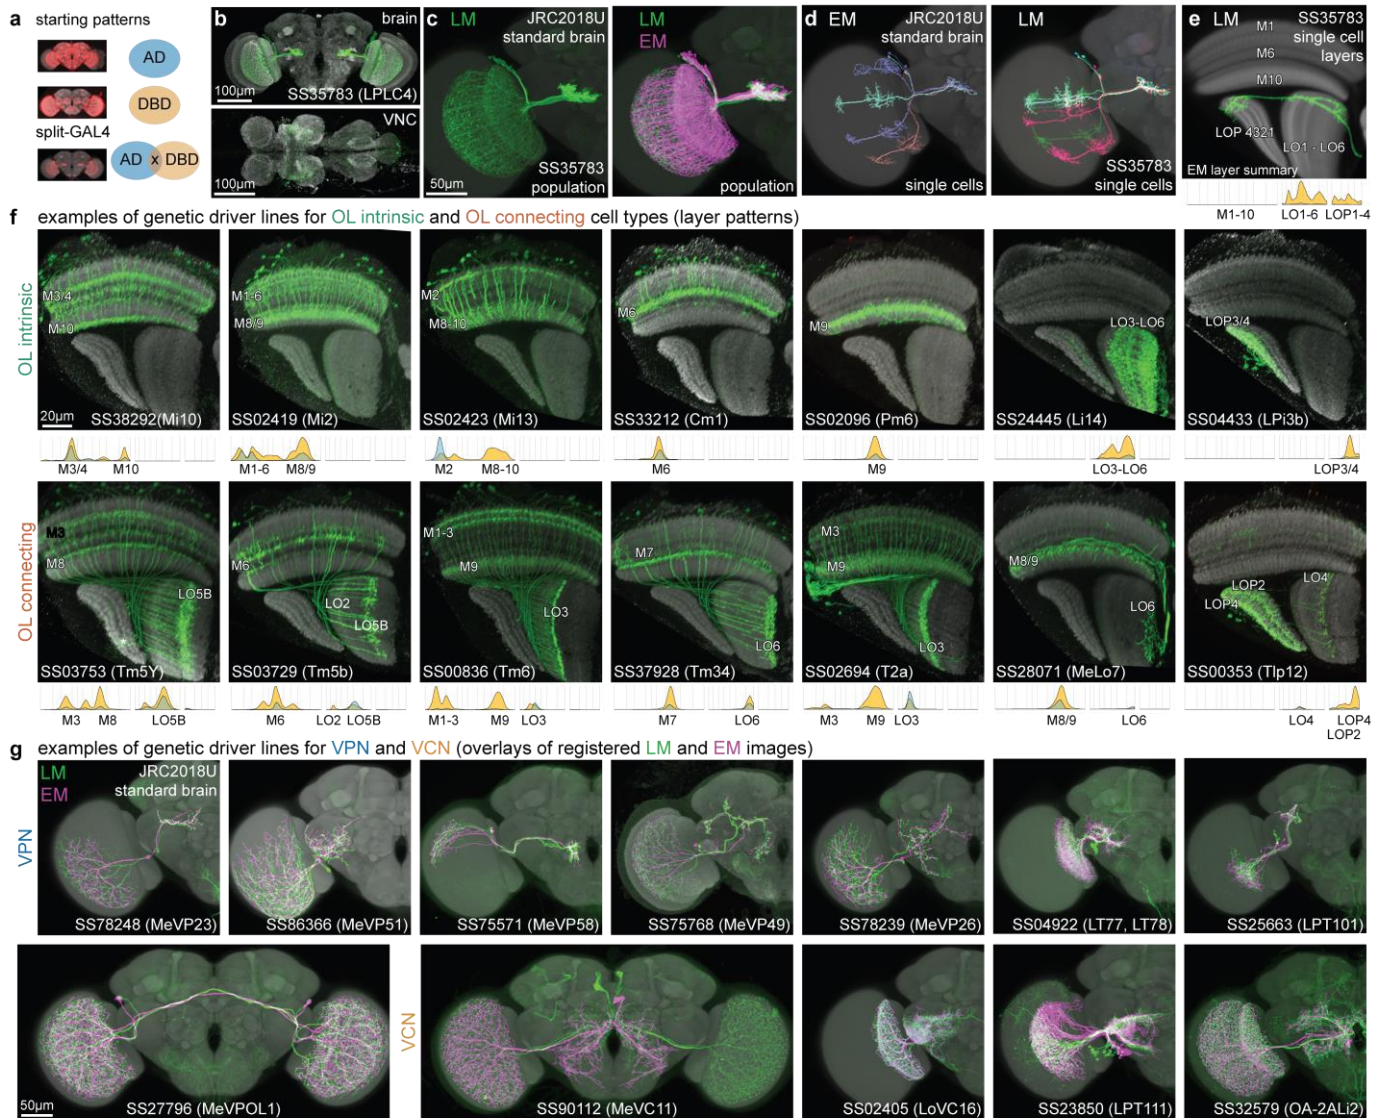 a
starting patterns
AD
DBD
split-GAL4
AD x DBD
b
brain
100µm
SS35783 (LPLC4)
VNC
100µm
c
LM
JRC2018U
standard brain
50µm
SS35783
population
LM
EM
population
d
EM
JRC2018U
standard brain
single cells
LM
SS35783
single cells
e
LM
SS35783
single cell
layers
M1
M6
M10
LOP 4321
LO1 - LO6
EM layer summary
M1-10
LO1-6
LOP1-4
f examples of genetic driver lines for OL intrinsic and OL connecting cell types (layer patterns)
OL intrinsic
M3/4
M10
20µm
SS38292(Mi10)
M1-6
M8/9
SS02419 (Mi2)
M2
M8-10
SS02423 (Mi13)
M6
SS33212 (Cm1)
M9
SS02096 (Pm6)
LO3-LO6
SS24445 (Li14)
LOP3/4
SS04433 (LPi3b)
M3/4 M10
M1-6 M8/9
M2 M8-10
M6
M9
LO3-LO6
LOP3/4
OL connecting
M3
M8
LO5B
*
SS03753 (Tm5Y)
M6
LO2
LO5B
SS03729 (Tm5b)
M1-3
M9
LO3
SS00836 (Tm6)
M7
LO6
SS37928 (Tm34)
M3
M9
LO3
SS02694 (T2a)
M8/9
LO6
SS28071 (MeLo7)
LOP2
LO4
LOP4
SS00353 (Tlp12)
M3 M8 LO5B
M6 LO2 LO5B
M1-3 M9 LO3
M7 LO6
M3 M9 LO3
M8/9 LO6
LO4 LOP4
LOP2
g examples of genetic driver lines for VPN and VCN (overlays of registered LM and EM images)
VPN
LM
EM
JRC2018U
standard brain
SS78248 (MeVP23)
SS86366 (MeVP51)
SS75571 (MeVP58)
SS75768 (MeVP49)
SS78239 (MeVP26)
SS04922 (LT77, LT78)
SS25663 (LPT101)
50µm
SS27796 (MeVPOL1)
VCN
SS90112 (MeVC11)
SS02405 (LoVC16)
SS23850 (LPT111)
SS32579 (OA-2ALi2)